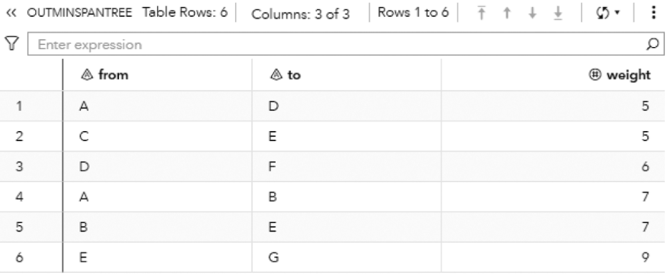 OUTMINSPANTREE Table Rows: 6 Columns: 3 of 3 Rows 1 to 6
Enter expression
from to weight
1 A D 5
2 C E 5
3 D F 6
4 A B 7
5 B E 7
6 E G 9